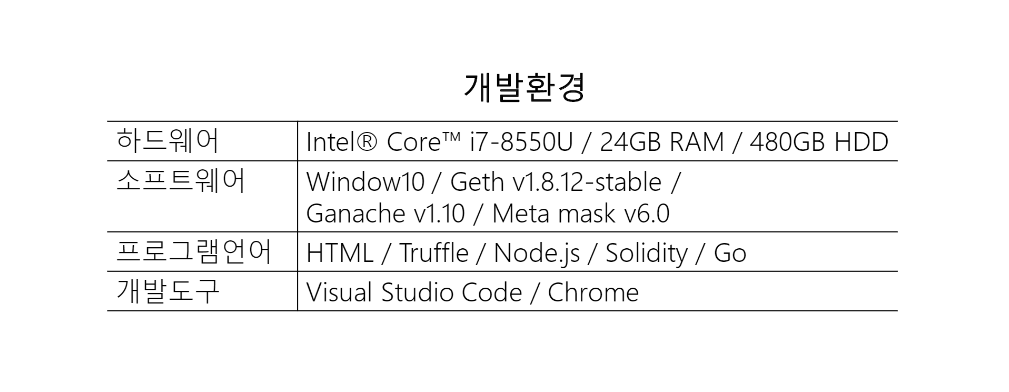 개발환경
하드웨어 Intel® Core™ i7-8550U / 24GB RAM / 480GB HDD
소프트웨어 Window10 / Geth v1.8.12-stable /
Ganache v1.10 / Meta mask v6.0
프로그램언어 HTML / Truffle / Node.js / Solidity / Go
개발도구 Visual Studio Code / Chrome